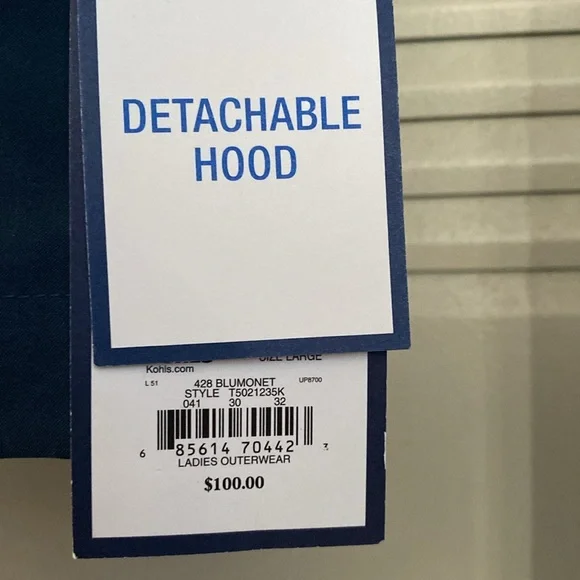 DETACHABLE
HOOD
SIZE LARGE
Kohls.com
L 51 428 BLUMONET UP8700
STYLE T5021235K
041 30 32
6 85614 70442 3
LADIES OUTERWEAR
$100.00